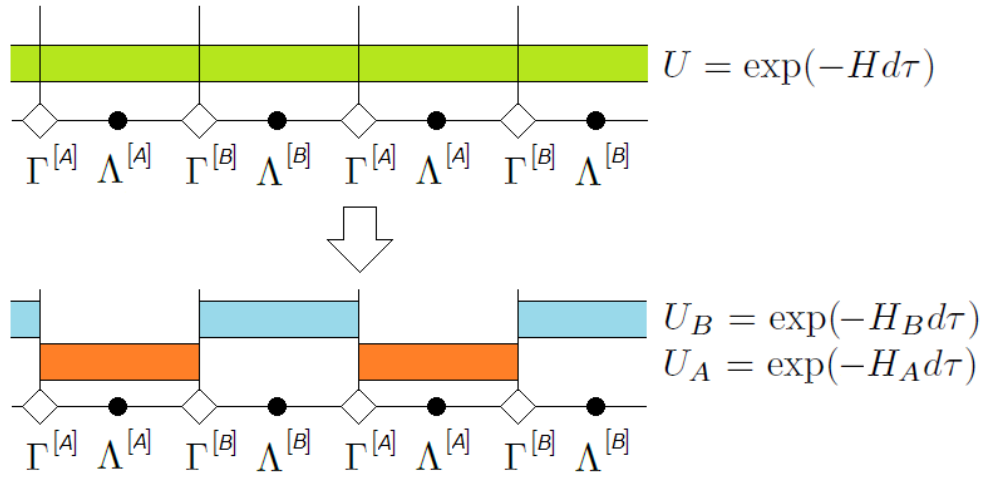 U = exp(−Hdτ)
Γ[A] Λ[A] Γ[B] Λ[B] Γ[A] Λ[A] Γ[B] Λ[B]
U_B = exp(−H_B dτ)
U_A = exp(−H_A dτ)
Γ[A] Λ[A] Γ[B] Λ[B] Γ[A] Λ[A] Γ[B] Λ[B]